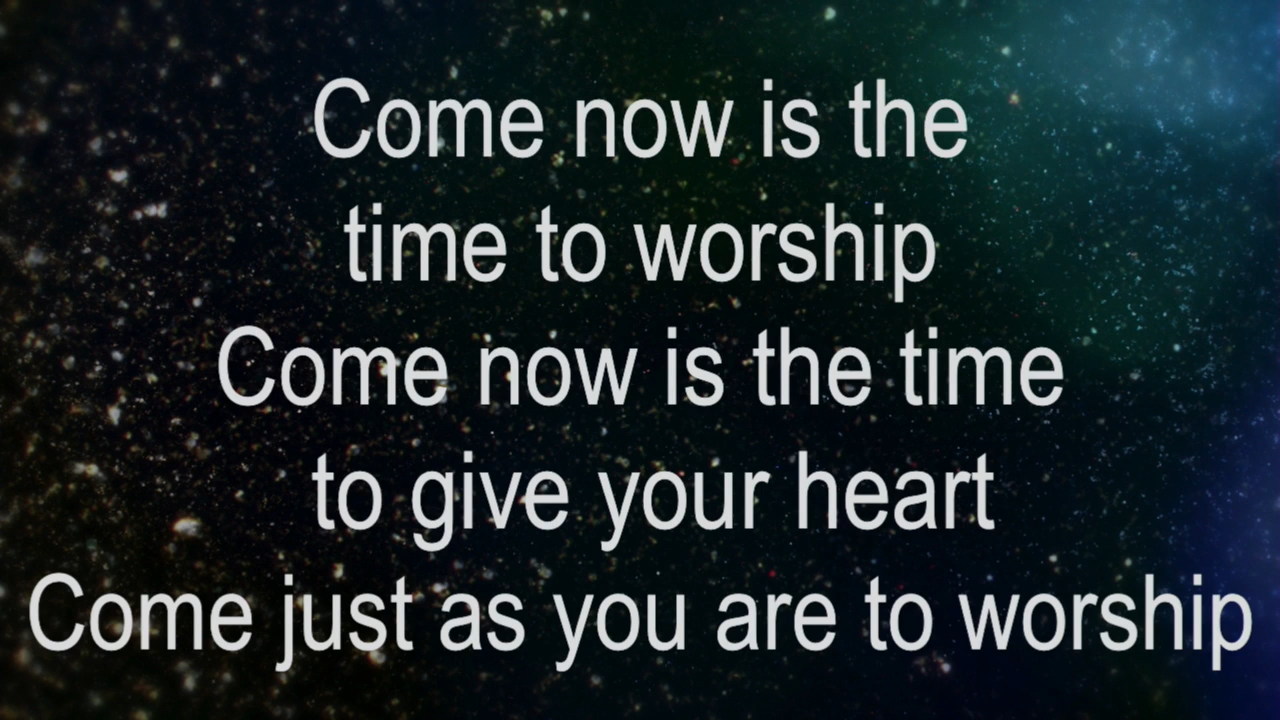 Come now is the
time to worship
Come now is the time
to give your heart
Come just as you are to worship